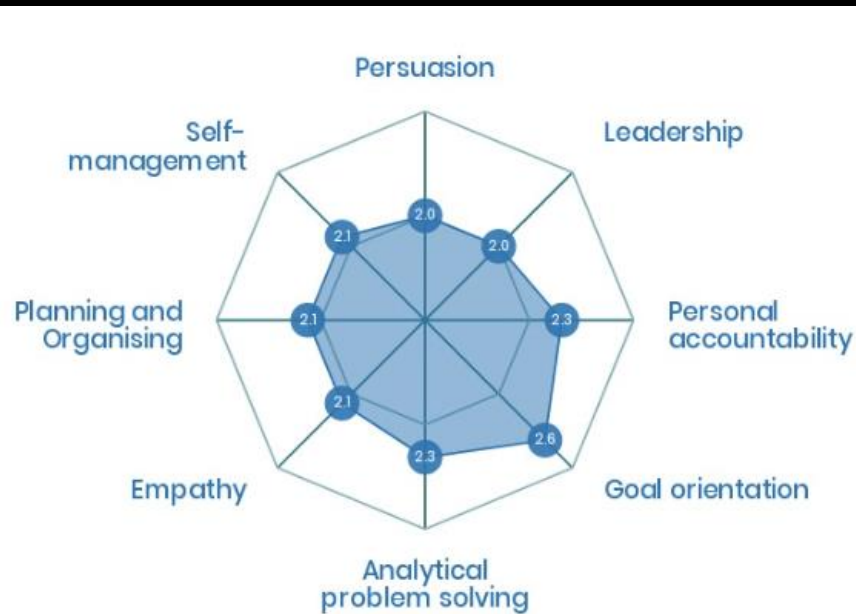 Persuasion
Self-
management
Leadership
2.0
2.1
2.0
Planning and
Organising
2.1
2.3
Personal
accountability
2.1
2.6
2.3
Empathy
Goal orientation
Analytical
problem solving